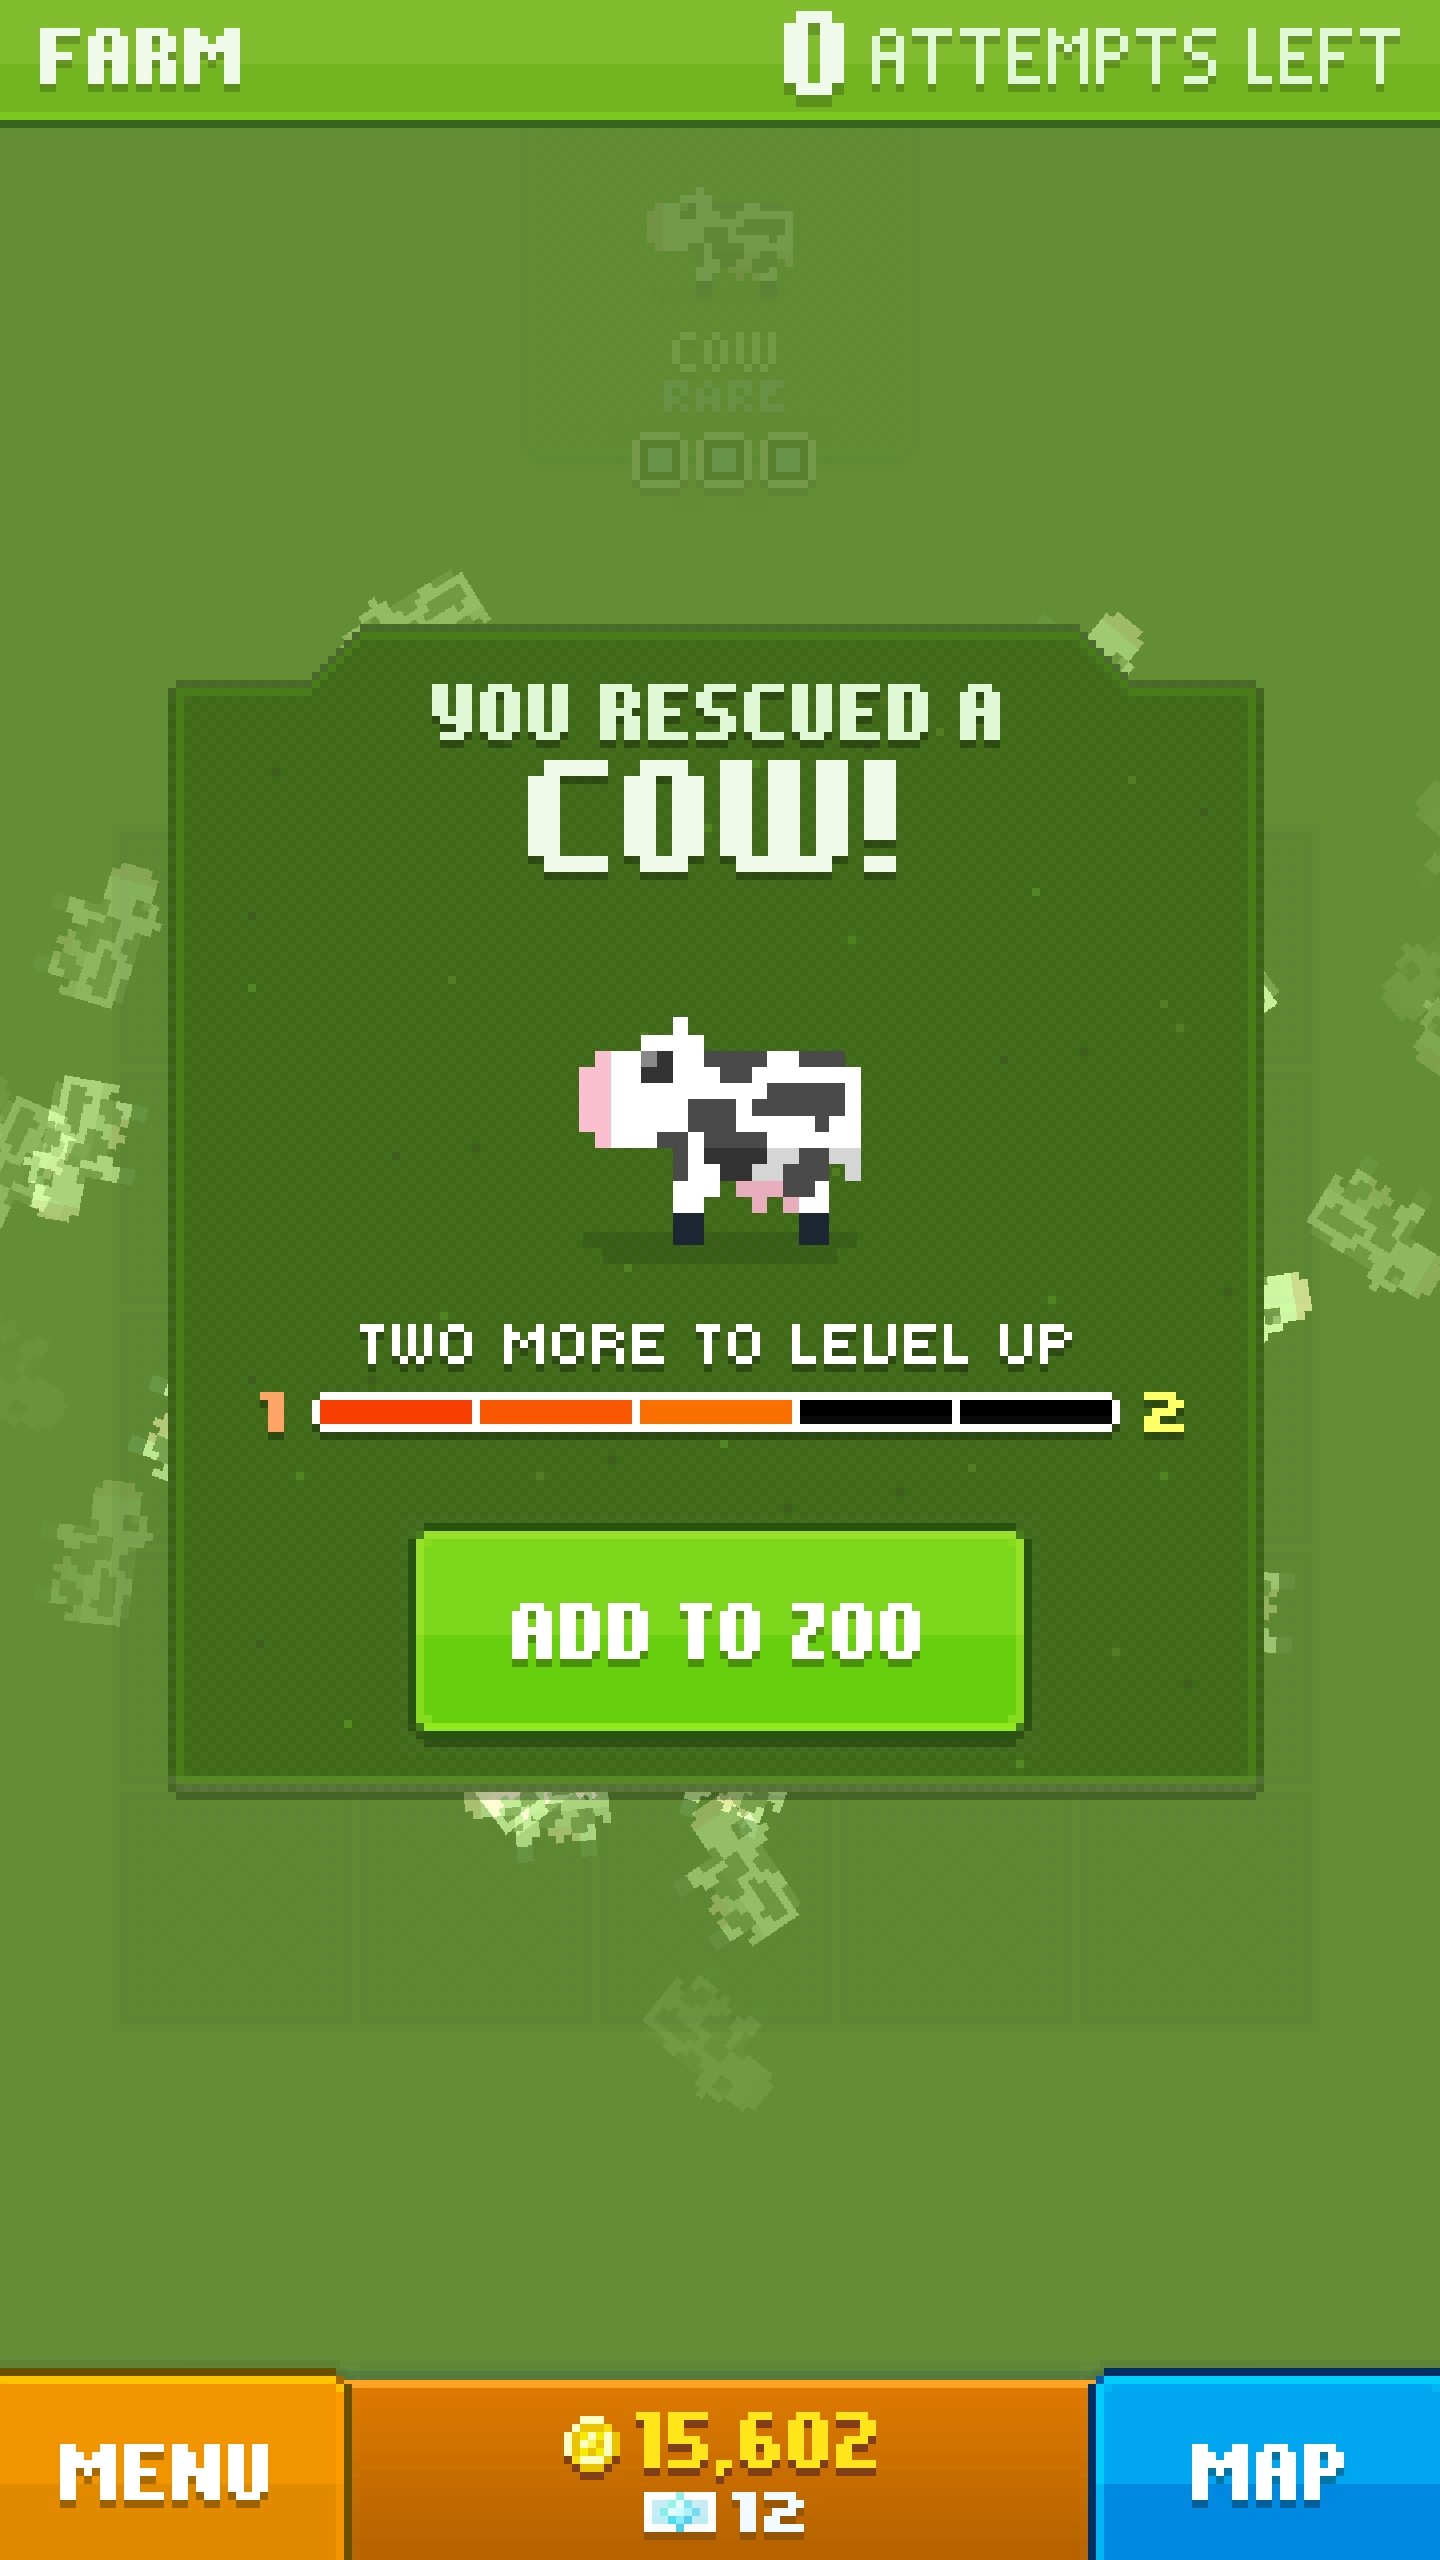 FARM
0 ATTEMPTS LEFT
COW
RARE
YOU RESCUED A
COW!
TWO MORE TO LEVEL UP
1 2
ADD TO ZOO
MENU
15,602
12
MAP